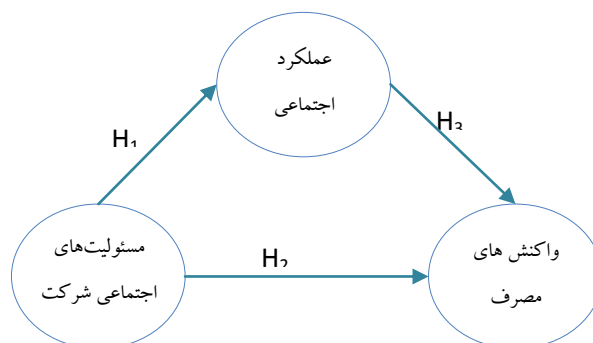 عملکرد
اجتماعی
H1
H3
مسئولیت‌های
اجتماعی شرکت
H2
واکنش های
مصرف